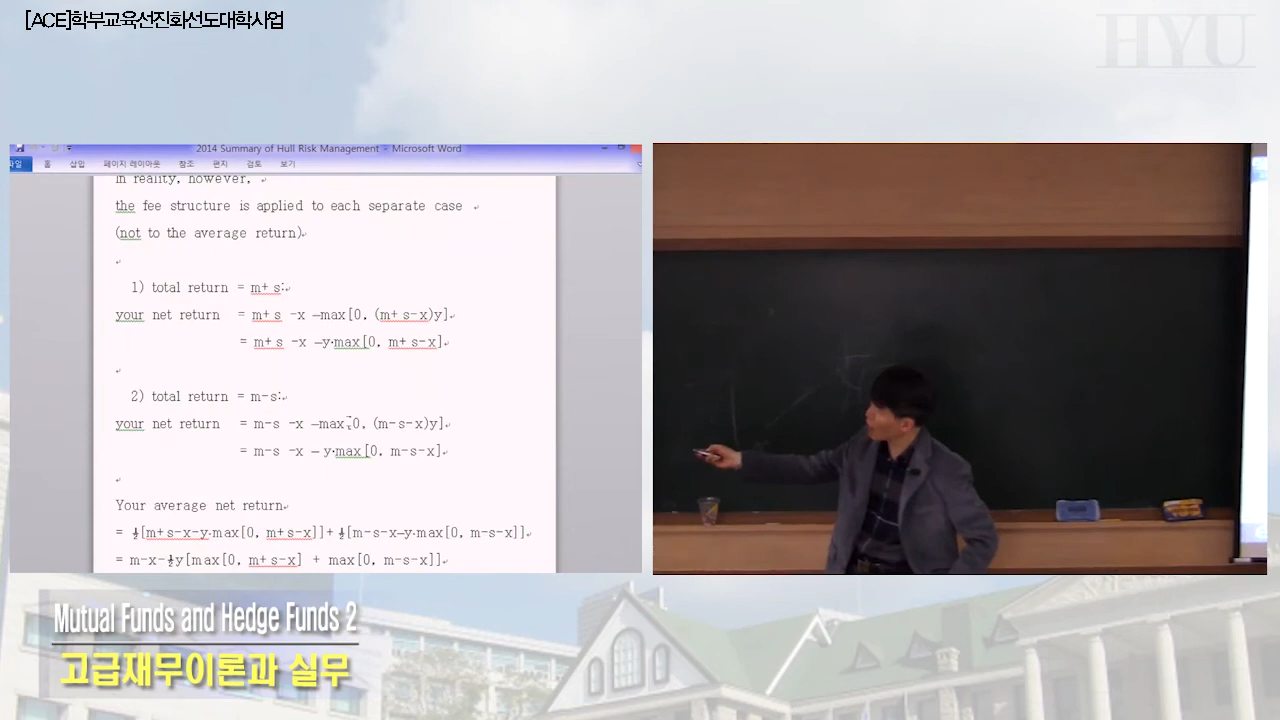 [ACE]학부교육선진화선도대학사업
HYU
2014 Summary of Hull Risk Management - Microsoft Word
파일 홈 삽입 페이지 레이아웃 참조 편지 검토 보기
in reality, however,
the fee structure is applied to each separate case
(not to the average return)
1) total return = m+s:
your net return = m+s -x -max[0, (m+s-x)y]
= m+s -x -y·max[0, m+s-x]
2) total return = m-s:
your net return = m-s -x -max[0, (m-s-x)y]
= m-s -x - y·max[0, m-s-x]
Your average net return
= ½[m+s-x-y·max[0, m+s-x]]+½[m-s-x-y·max[0, m-s-x]]
= m-x-½y[max[0, m+s-x] + max[0, m-s-x]]
Mutual Funds and Hedge Funds 2
고급재무이론과 실무